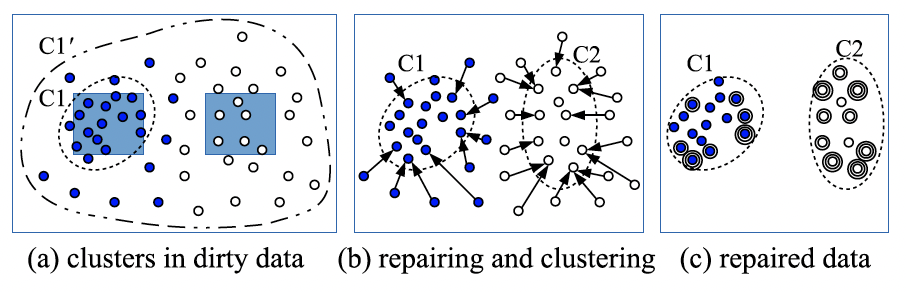 C1′
C1
C1
C2
C1
C2
(a) clusters in dirty data
(b) repairing and clustering
(c) repaired data